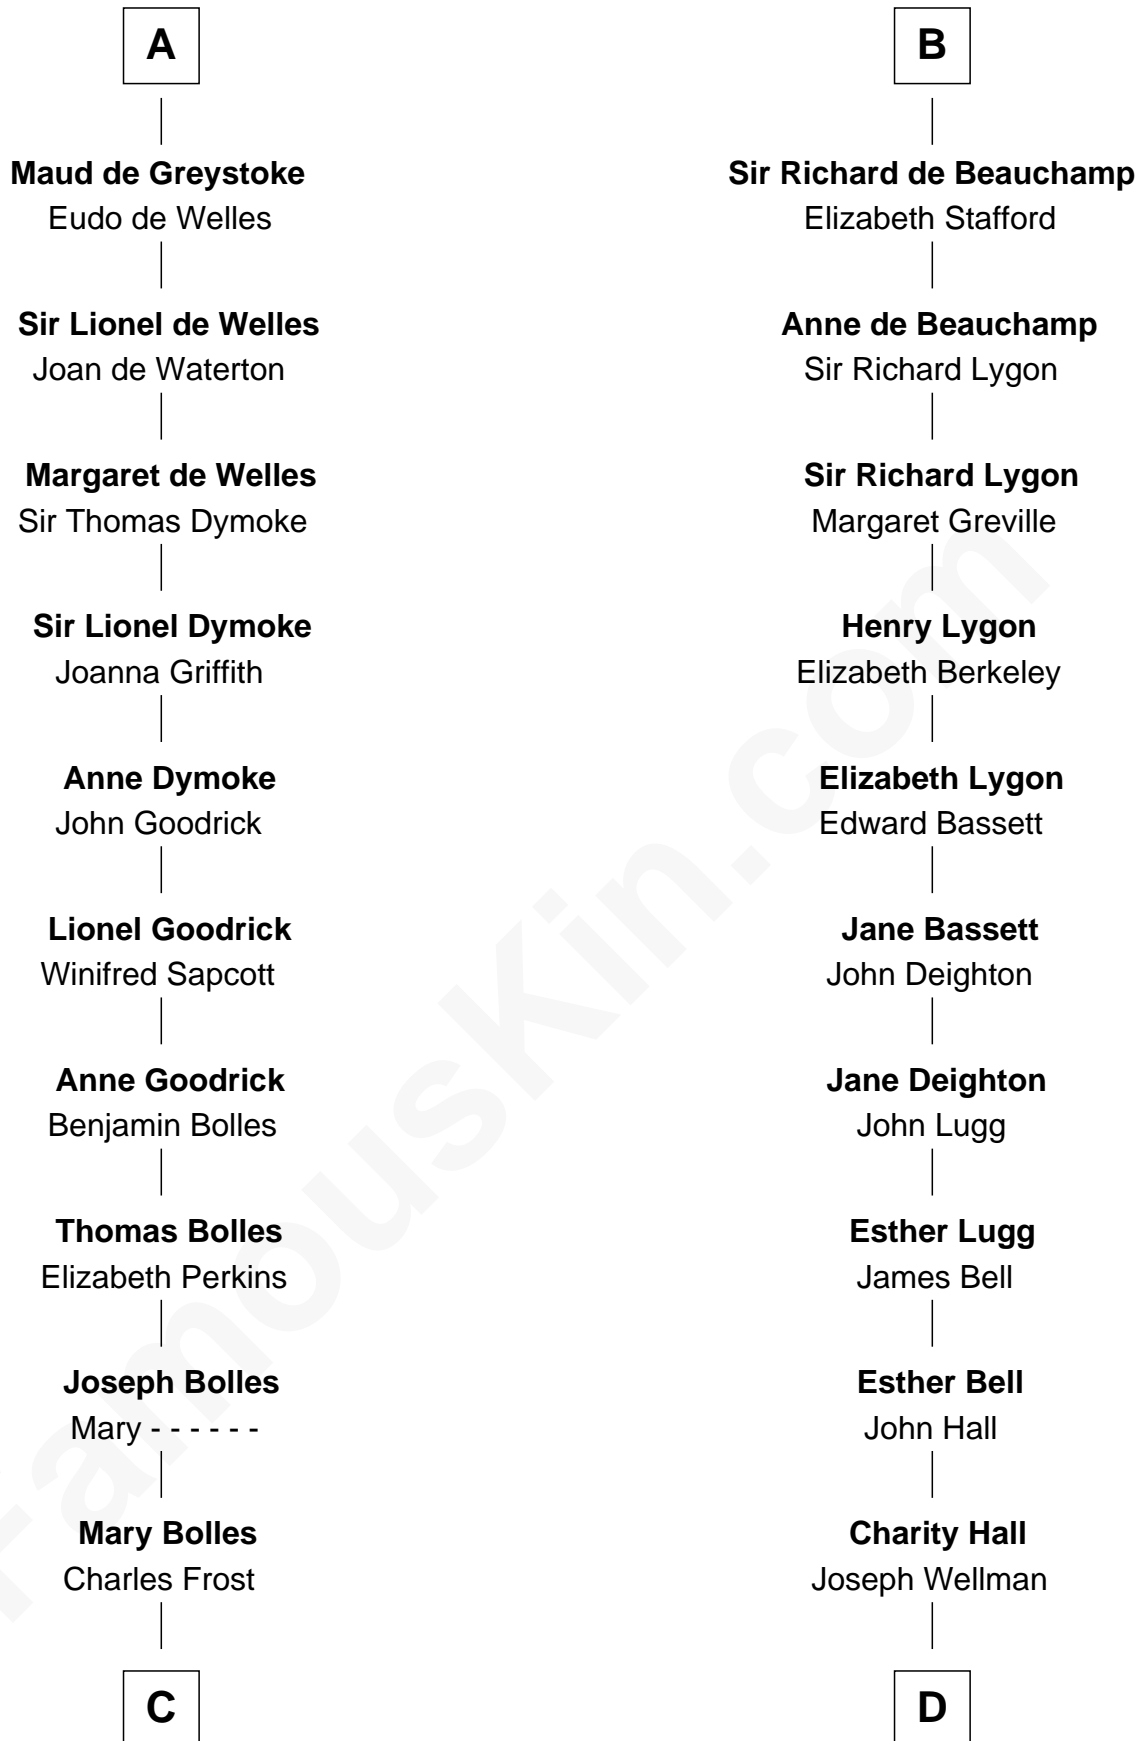 A
Maud de Greystoke
Eudo de Welles
Sir Lionel de Welles
Joan de Waterton
Margaret de Welles
Sir Thomas Dymoke
Sir Lionel Dymoke
Joanna Griffith
Anne Dymoke
John Goodrick
Lionel Goodrick
Winifred Sapcott
Anne Goodrick
Benjamin Bolles
Thomas Bolles
Elizabeth Perkins
Joseph Bolles
Mary - - - - - -
Mary Bolles
Charles Frost
C
B
Sir Richard de Beauchamp
Elizabeth Stafford
Anne de Beauchamp
Sir Richard Lygon
Sir Richard Lygon
Margaret Greville
Henry Lygon
Elizabeth Berkeley
Elizabeth Lygon
Edward Bassett
Jane Bassett
John Deighton
Jane Deighton
John Lugg
Esther Lugg
James Bell
Esther Bell
John Hall
Charity Hall
Joseph Wellman
D
FamousKin.com